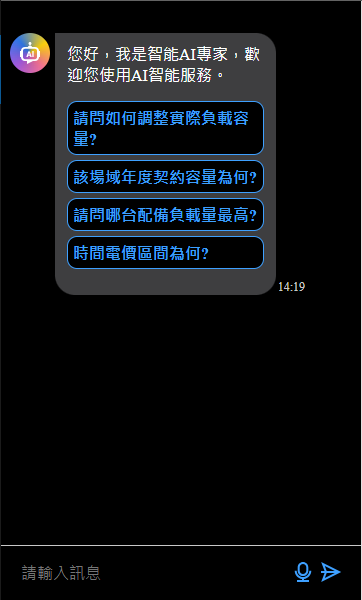 AI
您好，我是智能AI專家，歡
迎您使用AI智能服務。
請問如何調整實際負載容
量?
該場域年度契約容量為何?
請問哪台配備負載量最高?
時間電價區間為何?
14:19
請輸入訊息